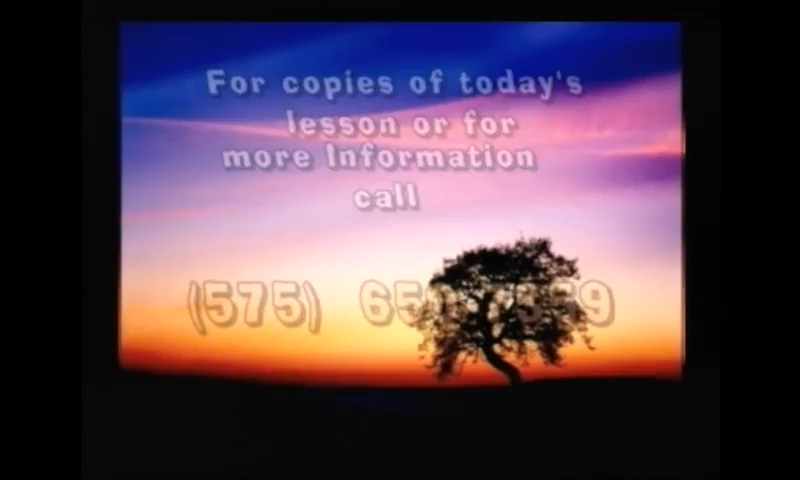 For copies of today's
lesson or for
more Information
call
(575)